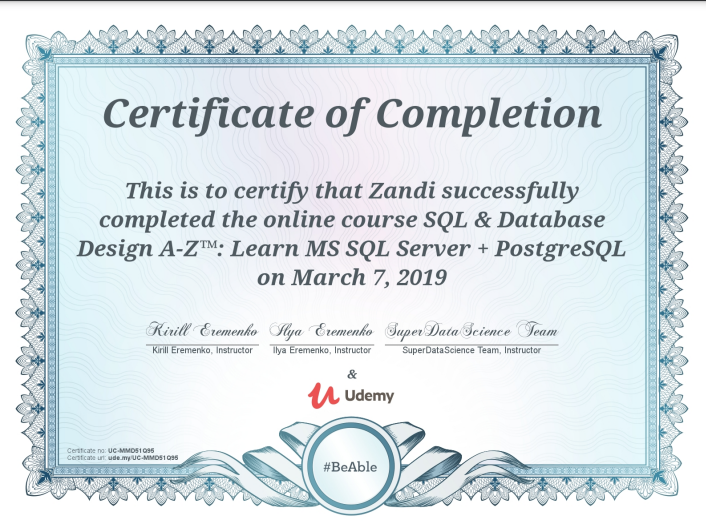 Certificate of Completion
This is to certify that Zandi successfully
completed the online course SQL & Database
Design A-Z™: Learn MS SQL Server + PostgreSQL
on March 7, 2019
Kirill Eremenko Ilya Eremenko SuperDataScience Team
Kirill Eremenko, Instructor Ilya Eremenko, Instructor SuperDataScience Team, Instructor
&
Udemy
Certificate no: UC-MMD51Q95
Certificate url: ude.my/UC-MMD51Q95
#BeAble